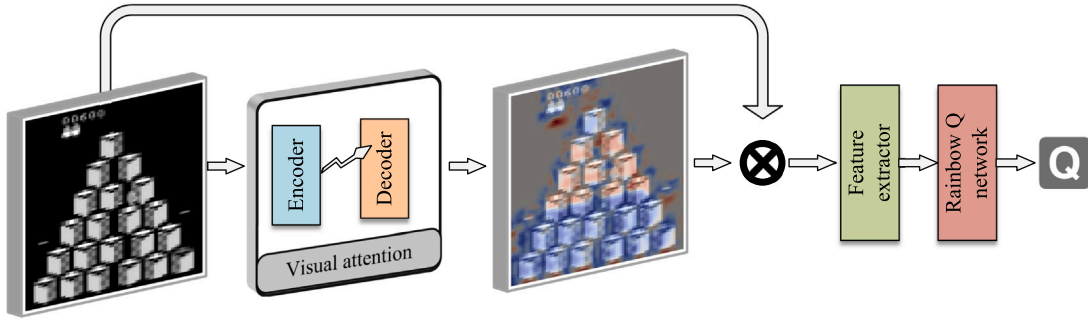 Encoder
Decoder
Visual attention
Feature
extractor
Rainbow Q
network
Q